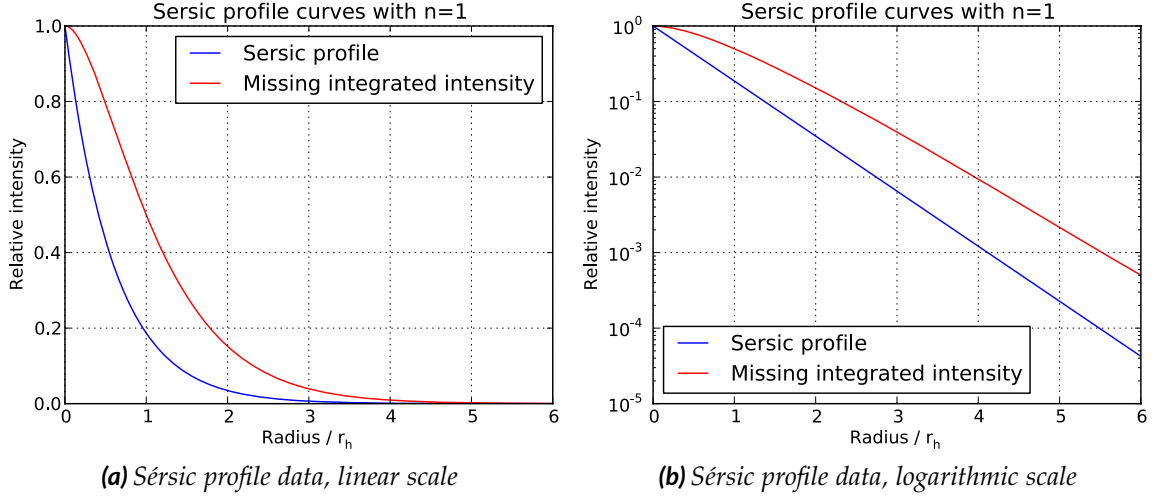 Sersic profile curves with n=1
1.0
0.8
0.6
0.4
0.2
0.0
Relative intensity
Sersic profile
Missing integrated intensity
0 1 2 3 4 5 6
Radius / r_h
(a) Sérsic profile data, linear scale
Sersic profile curves with n=1
10^0
10^-1
10^-2
10^-3
10^-4
10^-5
Relative intensity
Sersic profile
Missing integrated intensity
0 1 2 3 4 5 6
Radius / r_h
(b) Sérsic profile data, logarithmic scale